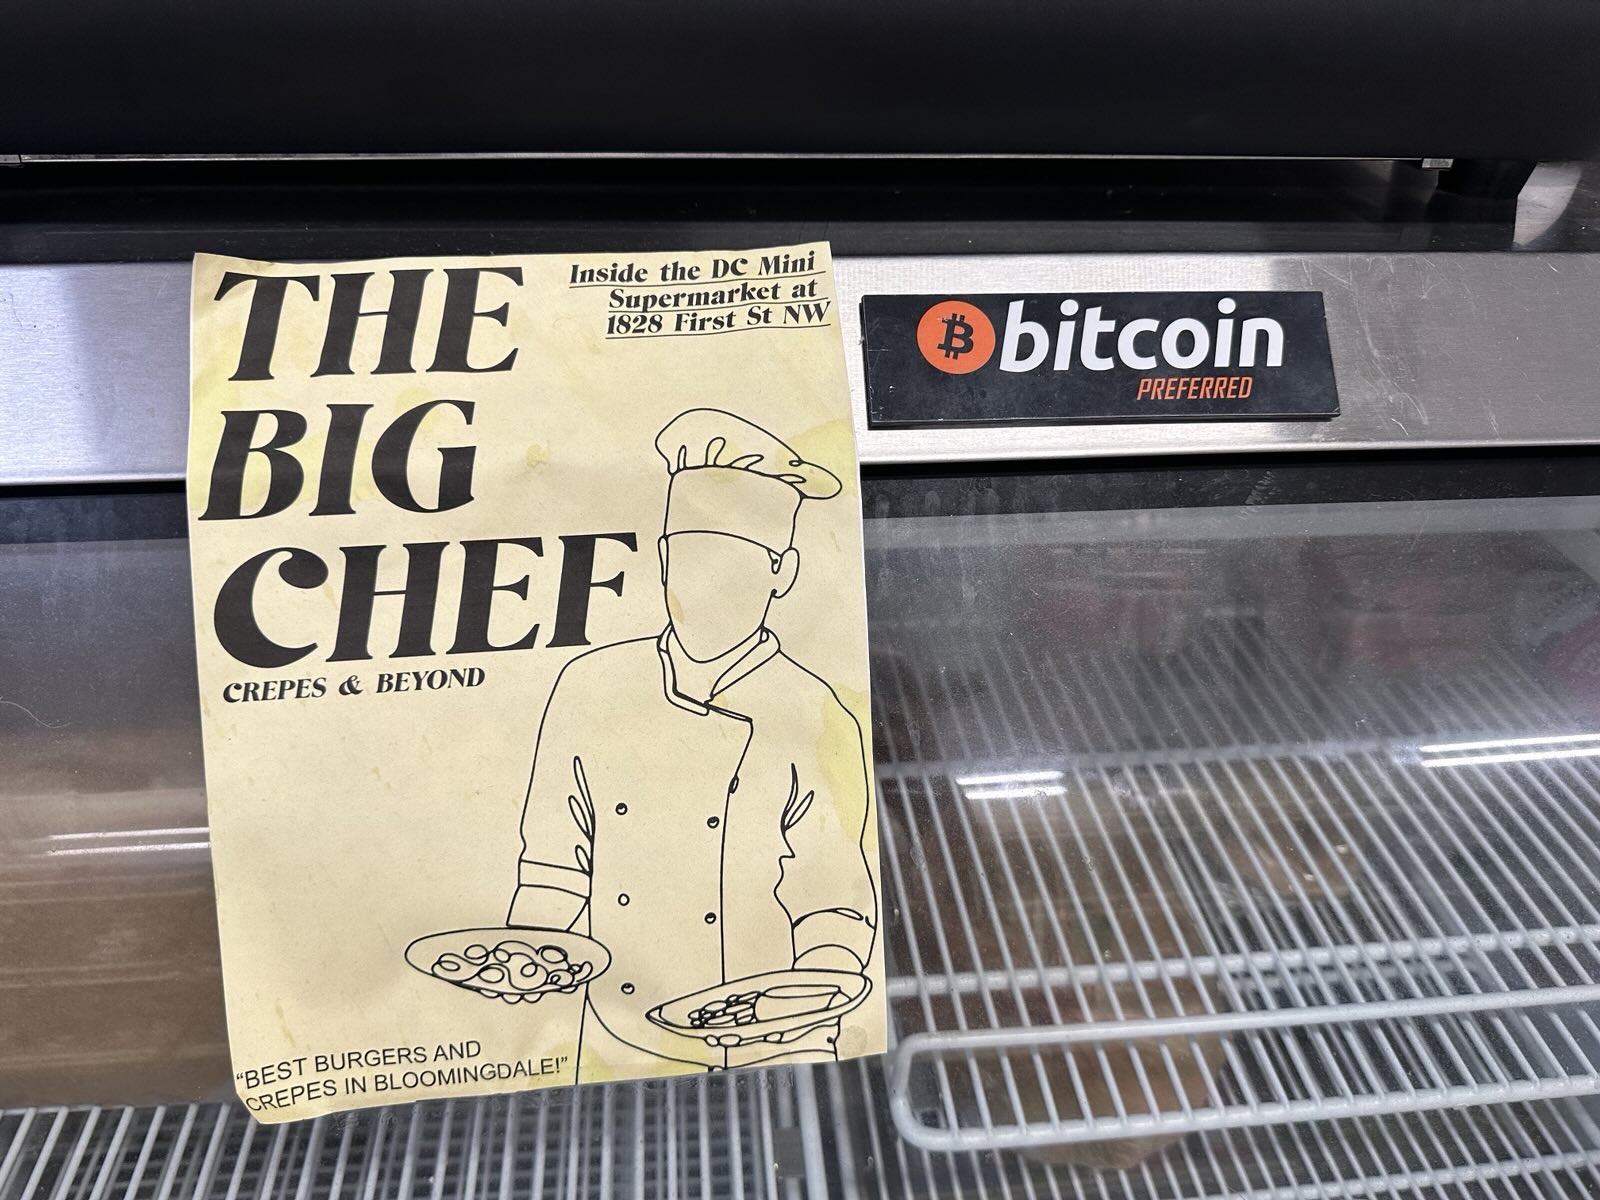 THE
BIG
CHEF
CREPES & BEYOND
Inside the DC Mini
Supermarket at
1828 First St NW
"BEST BURGERS AND
CREPES IN BLOOMINGDALE!"
bitcoin
PREFERRED